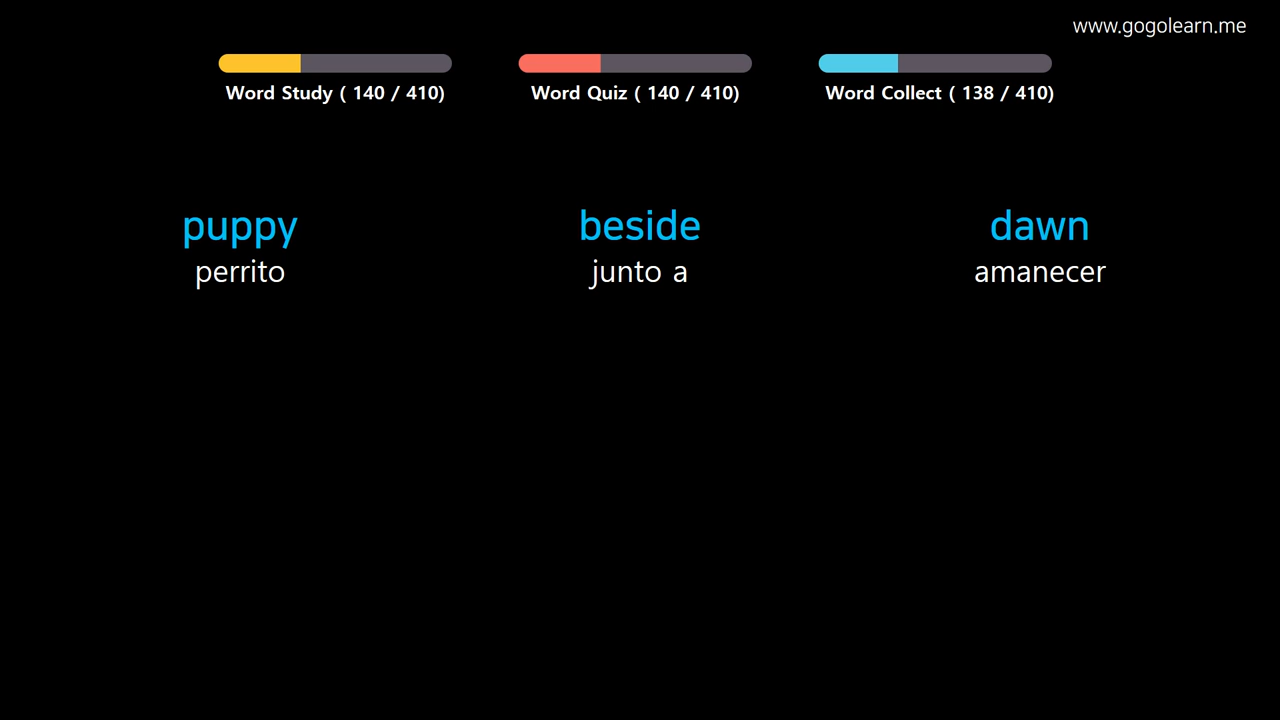 www.gogolearn.me
Word Study ( 140 / 410)
Word Quiz ( 140 / 410)
Word Collect ( 138 / 410)
puppy
perrito
beside
junto a
dawn
amanecer